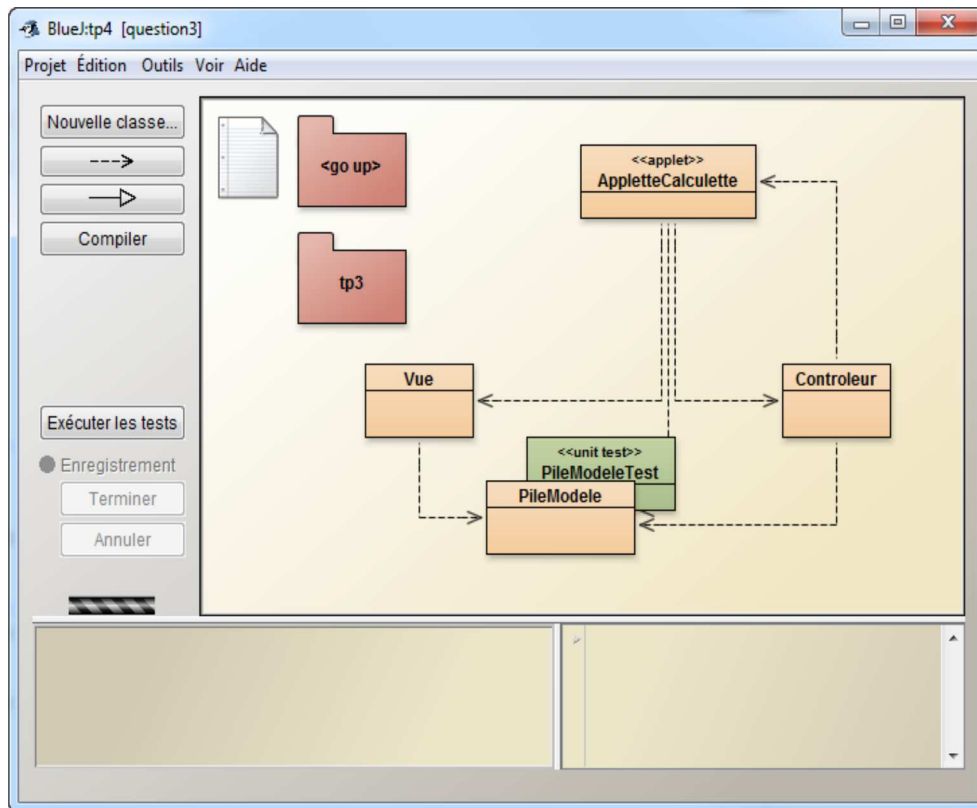 BlueJ:tp4 [question3]
Projet Édition Outils Voir Aide
Nouvelle classe...
Compiler
<go up>
tp3
<<applet>>
AppletteCalculette
Vue
Controleur
<<unit test>>
PileModeleTest
PileModele
Exécuter les tests
Enregistrement
Terminer
Annuler